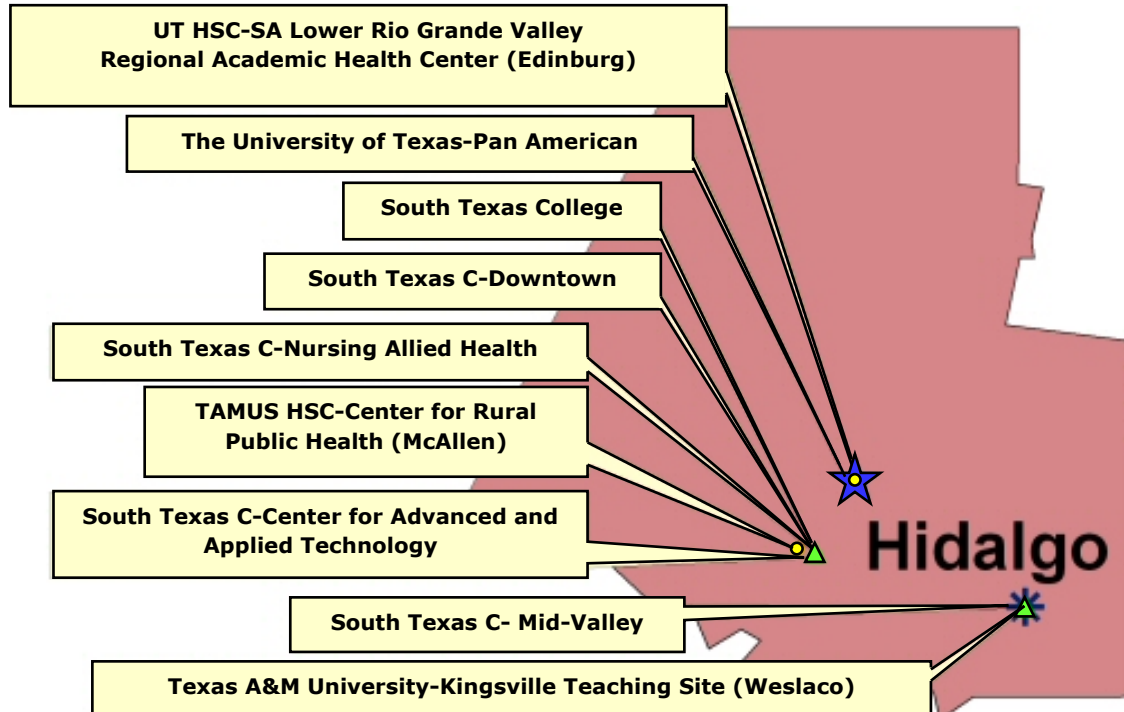 UT HSC-SA Lower Rio Grande Valley
Regional Academic Health Center (Edinburg)
The University of Texas-Pan American
South Texas College
South Texas C-Downtown
South Texas C-Nursing Allied Health
TAMUS HSC-Center for Rural
Public Health (McAllen)
South Texas C-Center for Advanced and
Applied Technology
Hidalgo
South Texas C- Mid-Valley
Texas A&M University-Kingsville Teaching Site (Weslaco)